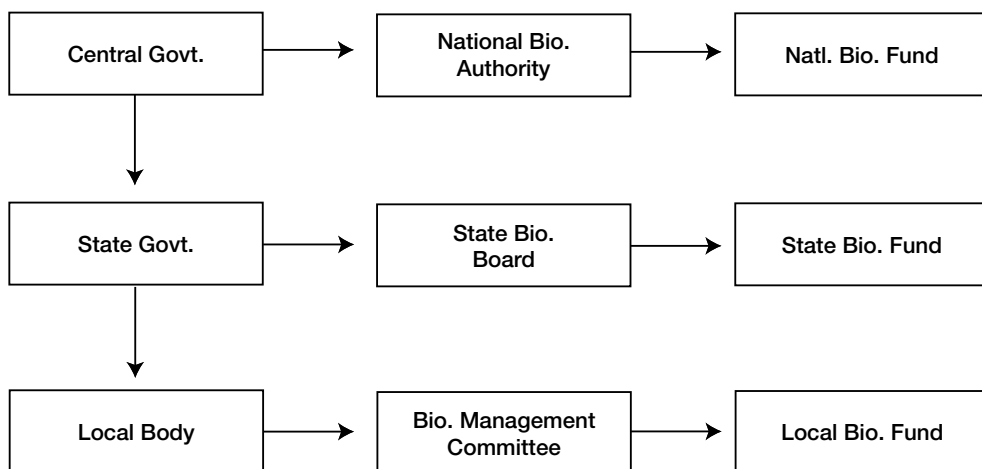 Central Govt.
National Bio.
Authority
Natl. Bio. Fund
State Govt.
State Bio.
Board
State Bio. Fund
Local Body
Bio. Management
Committee
Local Bio. Fund